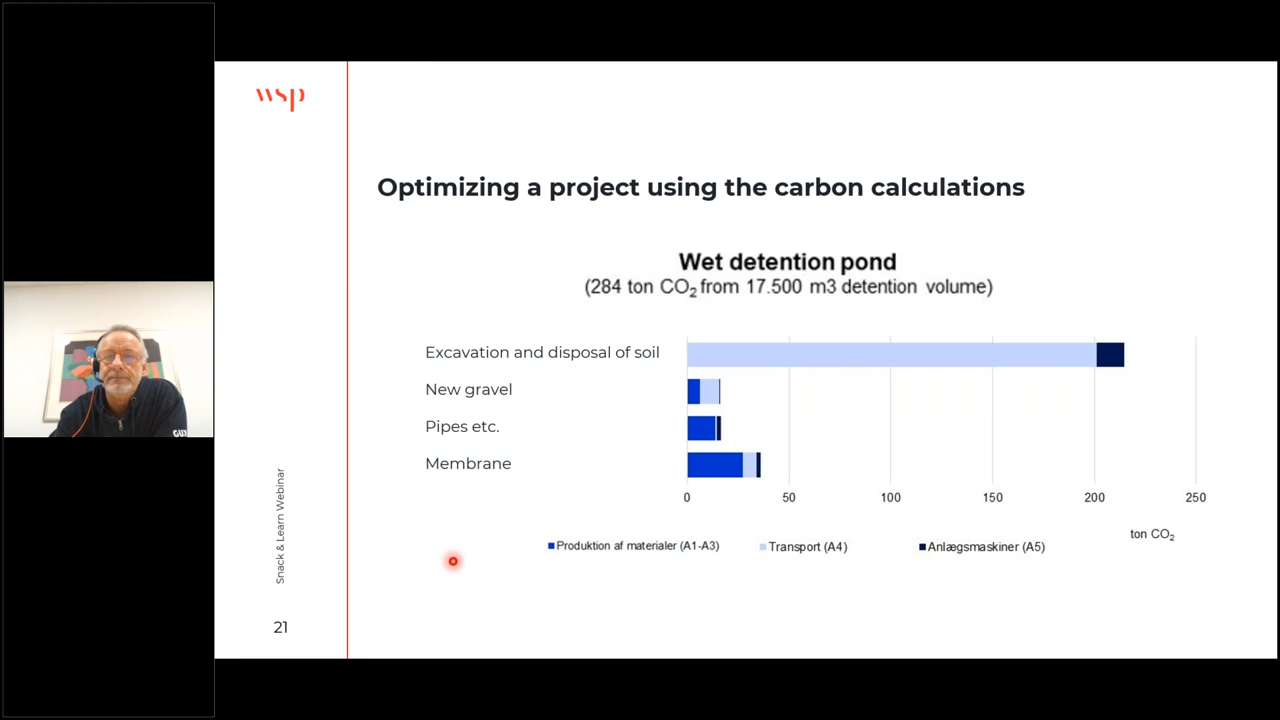 wsp
Optimizing a project using the carbon calculations
Wet detention pond
(284 ton CO₂ from 17.500 m3 detention volume)
Excavation and disposal of soil
New gravel
Pipes etc.
Membrane
0 50 100 150 200 250
ton CO₂
Produktion af materialer (A1-A3) Transport (A4) Anlægsmaskiner (A5)
Snack & Learn Webinar
21